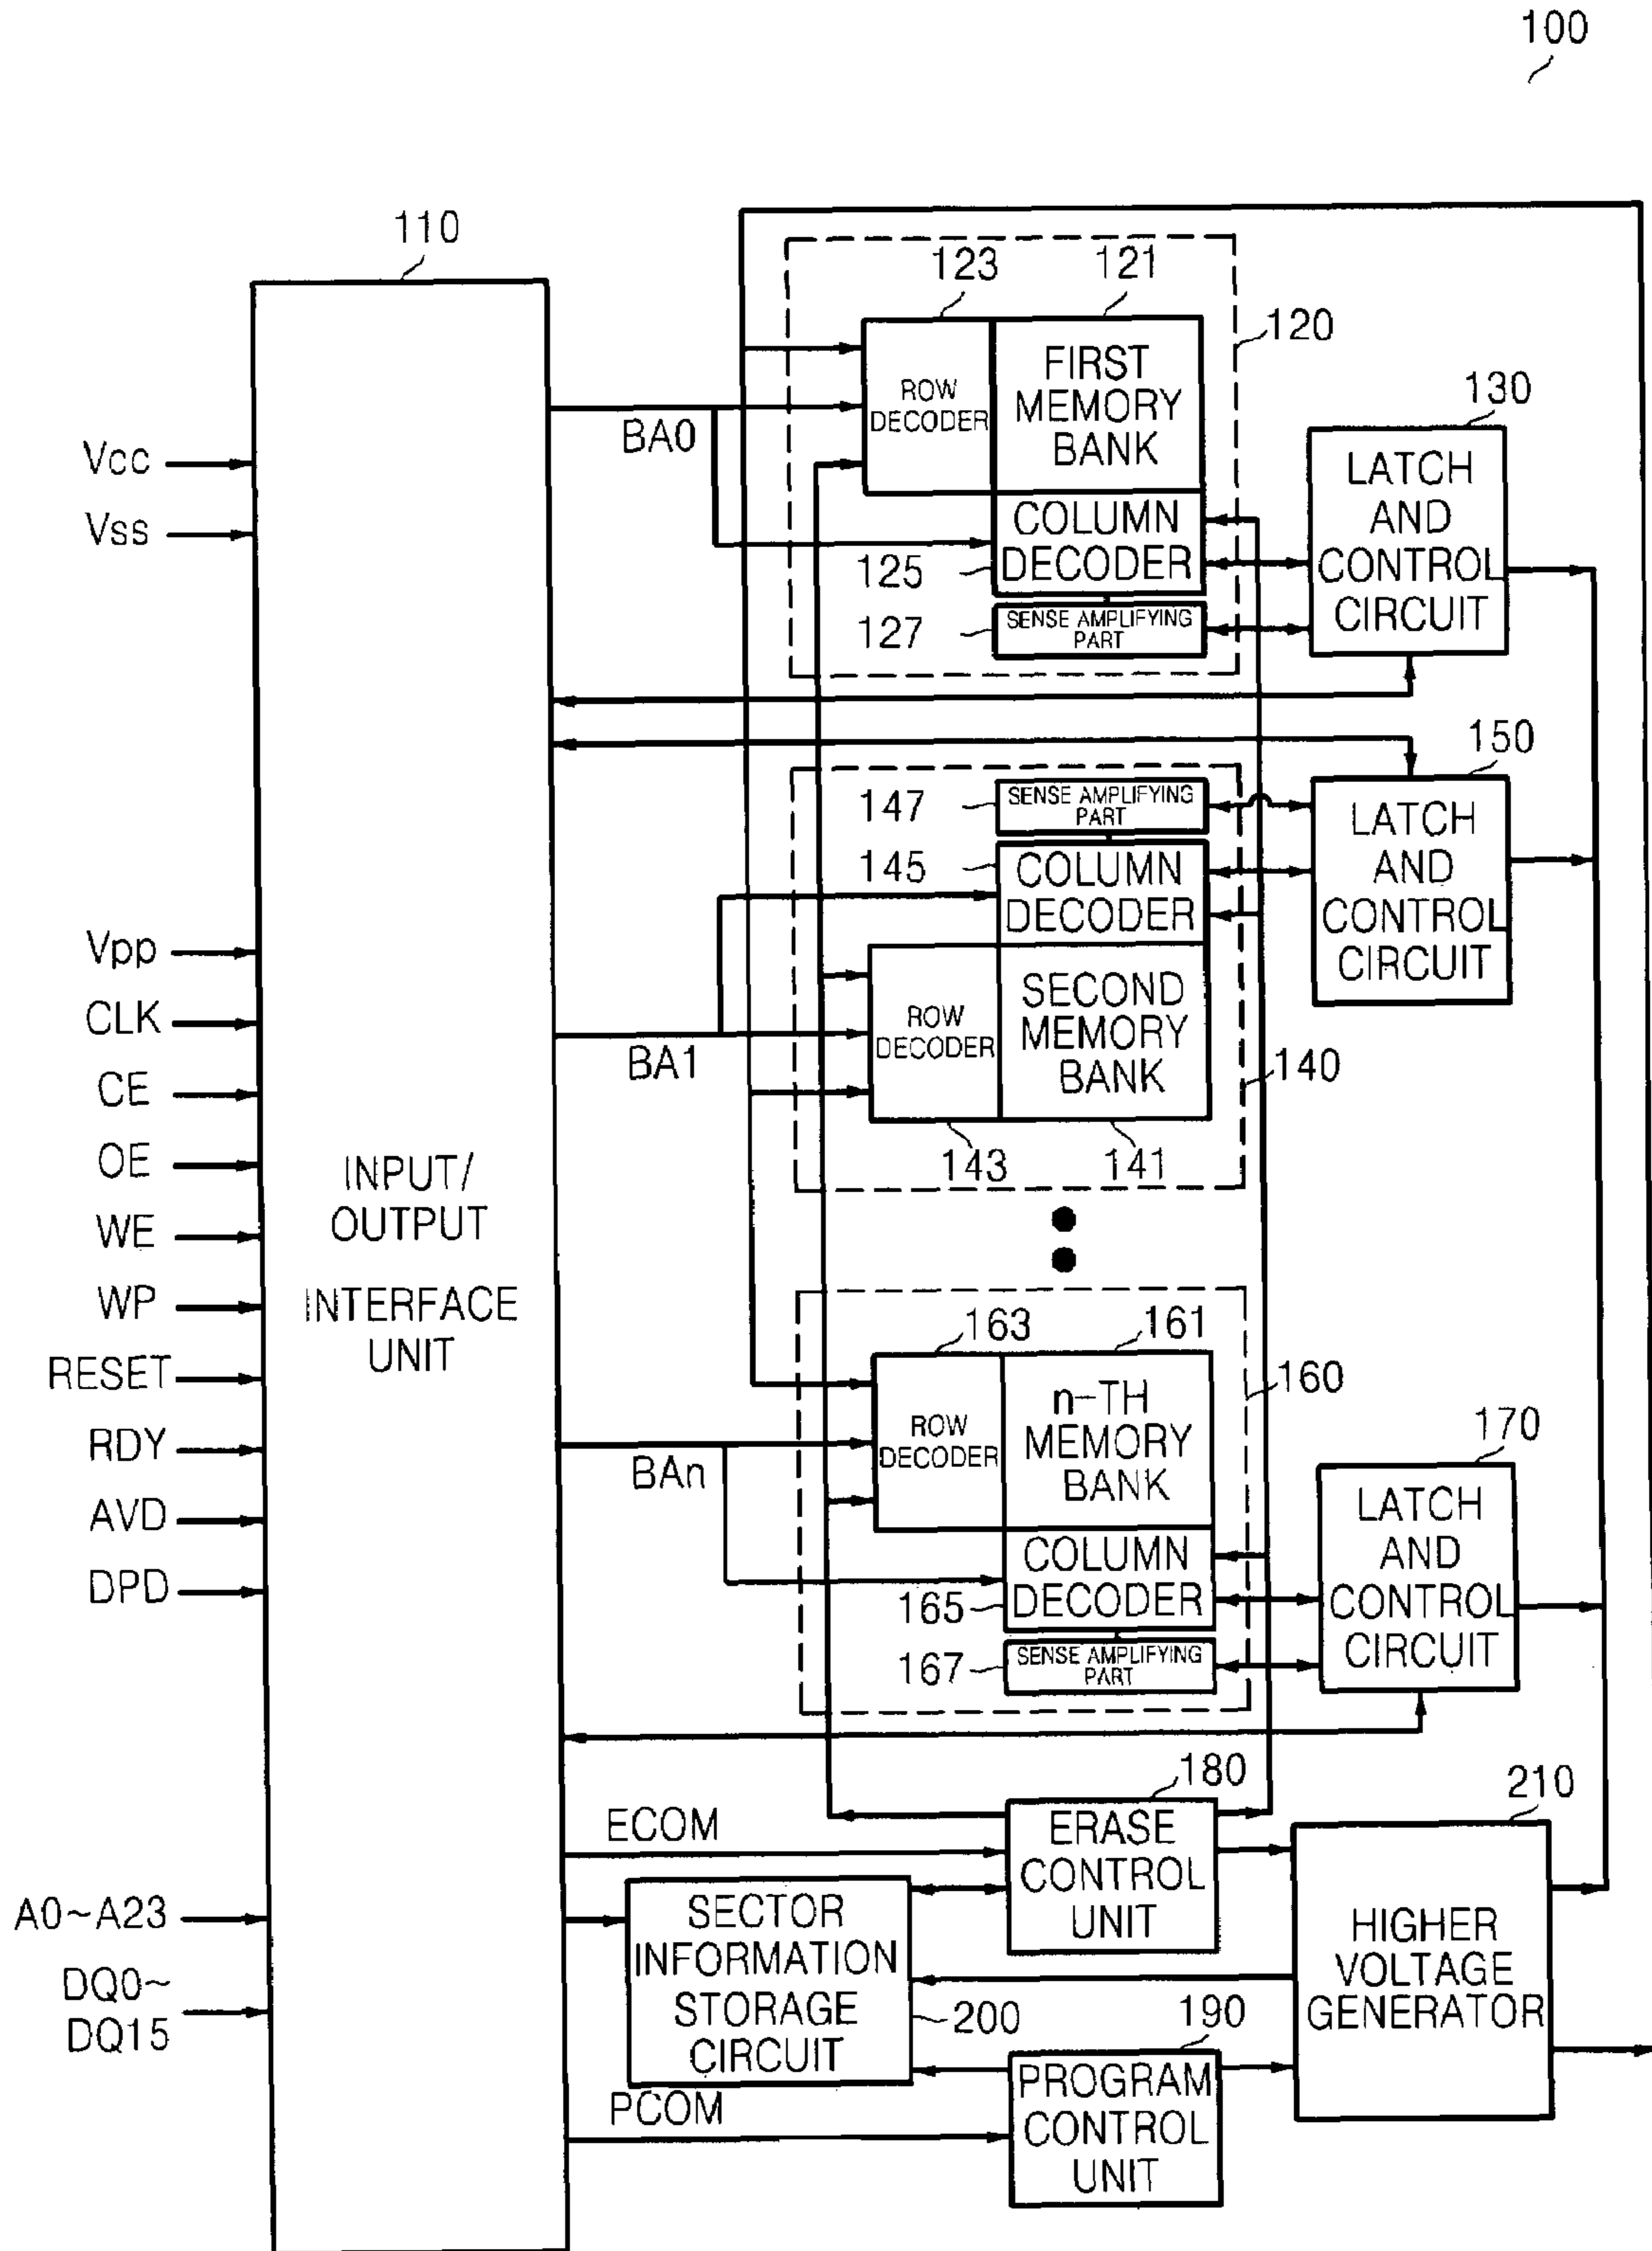 100
110
123
121
120
ROW
DECODER
FIRST
MEMORY
BANK
130
LATCH
AND
CONTROL
CIRCUIT
BA0
Vcc
Vss
COLUMN
DECODER
125
SENSE AMPLIFYING
PART
127
150
147
SENSE AMPLIFYING
PART
145
COLUMN
DECODER
LATCH
AND
CONTROL
CIRCUIT
Vpp
CLK
CE
OE
WE
WP
RESET
RDY
AVD
DPD
BA1
ROW
DECODER
SECOND
MEMORY
BANK
140
143
141
INPUT/
OUTPUT
INTERFACE
UNIT
163
161
160
ROW
DECODER
n-TH
MEMORY
BANK
BAn
170
LATCH
AND
CONTROL
CIRCUIT
COLUMN
DECODER
165
SENSE AMPLIFYING
PART
167
180
210
ECOM
ERASE
CONTROL
UNIT
A0~A23
DQ0~
DQ15
SECTOR
INFORMATION
STORAGE
CIRCUIT
200
HIGHER
VOLTAGE
GENERATOR
190
PCOM
PROGRAM
CONTROL
UNIT